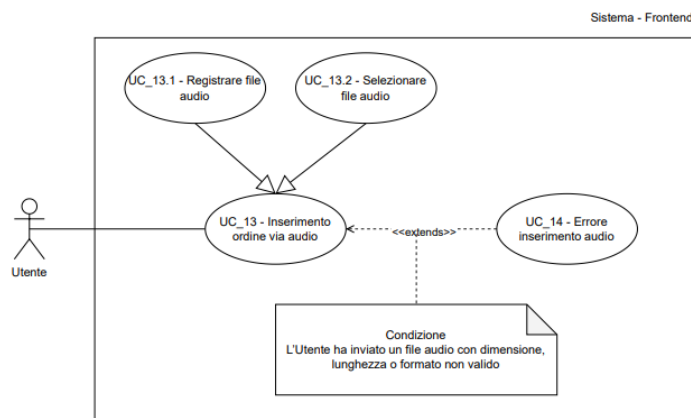 Sistema - Frontend
UC_13.1 - Registrare file
audio
UC_13.2 - Selezionare
file audio
UC_13 - Inserimento
ordine via audio
<<extends>>
UC_14 - Errore
inserimento audio
Utente
Condizione
L'Utente ha inviato un file audio con dimensione,
lunghezza o formato non valido